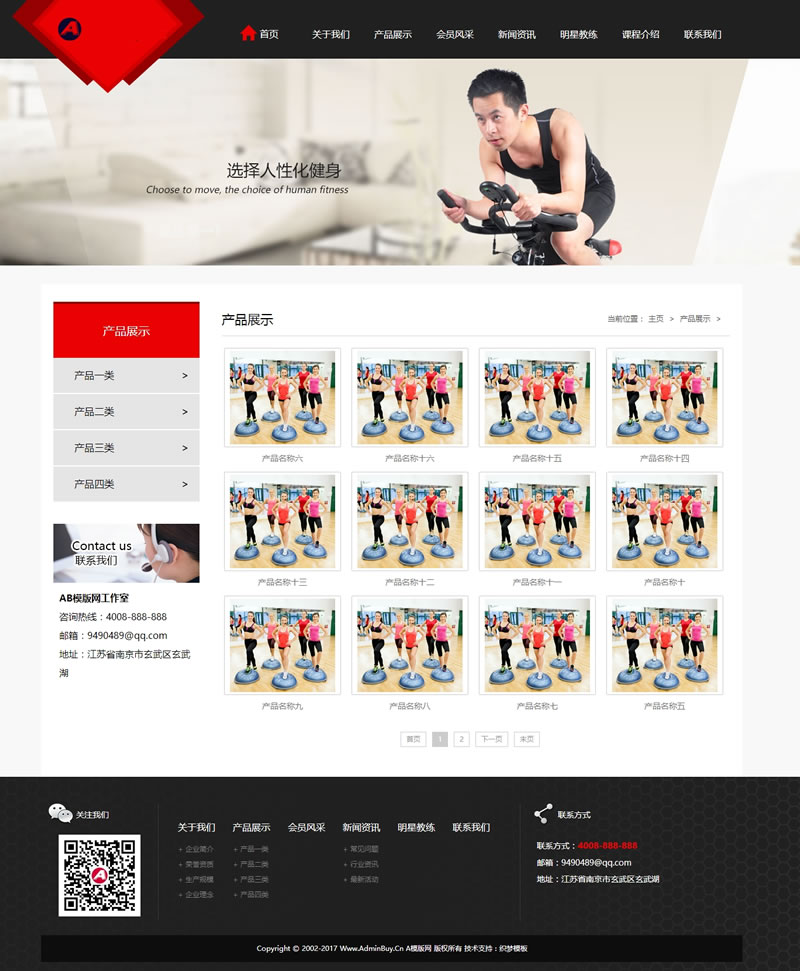 A
首页 关于我们 产品展示 会员风采 新闻资讯 明星教练 课程介绍 联系我们
选择人性化健身
Choose to move, the choice of human fitness
产品展示
产品一类 >
产品二类 >
产品三类 >
产品四类 >
Contact us
联系我们
AB模版网工作室
咨询热线：4008-888-888
邮箱：9490489@qq.com
地址：江苏省南京市玄武区玄武
湖
产品展示
当前位置： 主页 > 产品展示 >
产品名称六 产品名称十六 产品名称十五 产品名称十四
产品名称十三 产品名称十二 产品名称十一 产品名称十
产品名称九 产品名称八 产品名称七 产品名称五
首页 1 2 下一页 末页
关注我们
A
关于我们 产品展示 会员风采 新闻资讯 明星教练 联系我们
+ 企业简介 + 产品一类 + 常见问题
+ 荣誉资质 + 产品二类 + 行业资讯
+ 生产规模 + 产品三类 + 最新活动
+ 企业理念 + 产品四类
联系方式
联系方式：4008-888-888
邮箱：9490489@qq.com
地址：江苏省南京市玄武区玄武湖
Copyright © 2002-2017 Www.AdminBuy.Cn A模版网 版权所有 技术支持：织梦模板